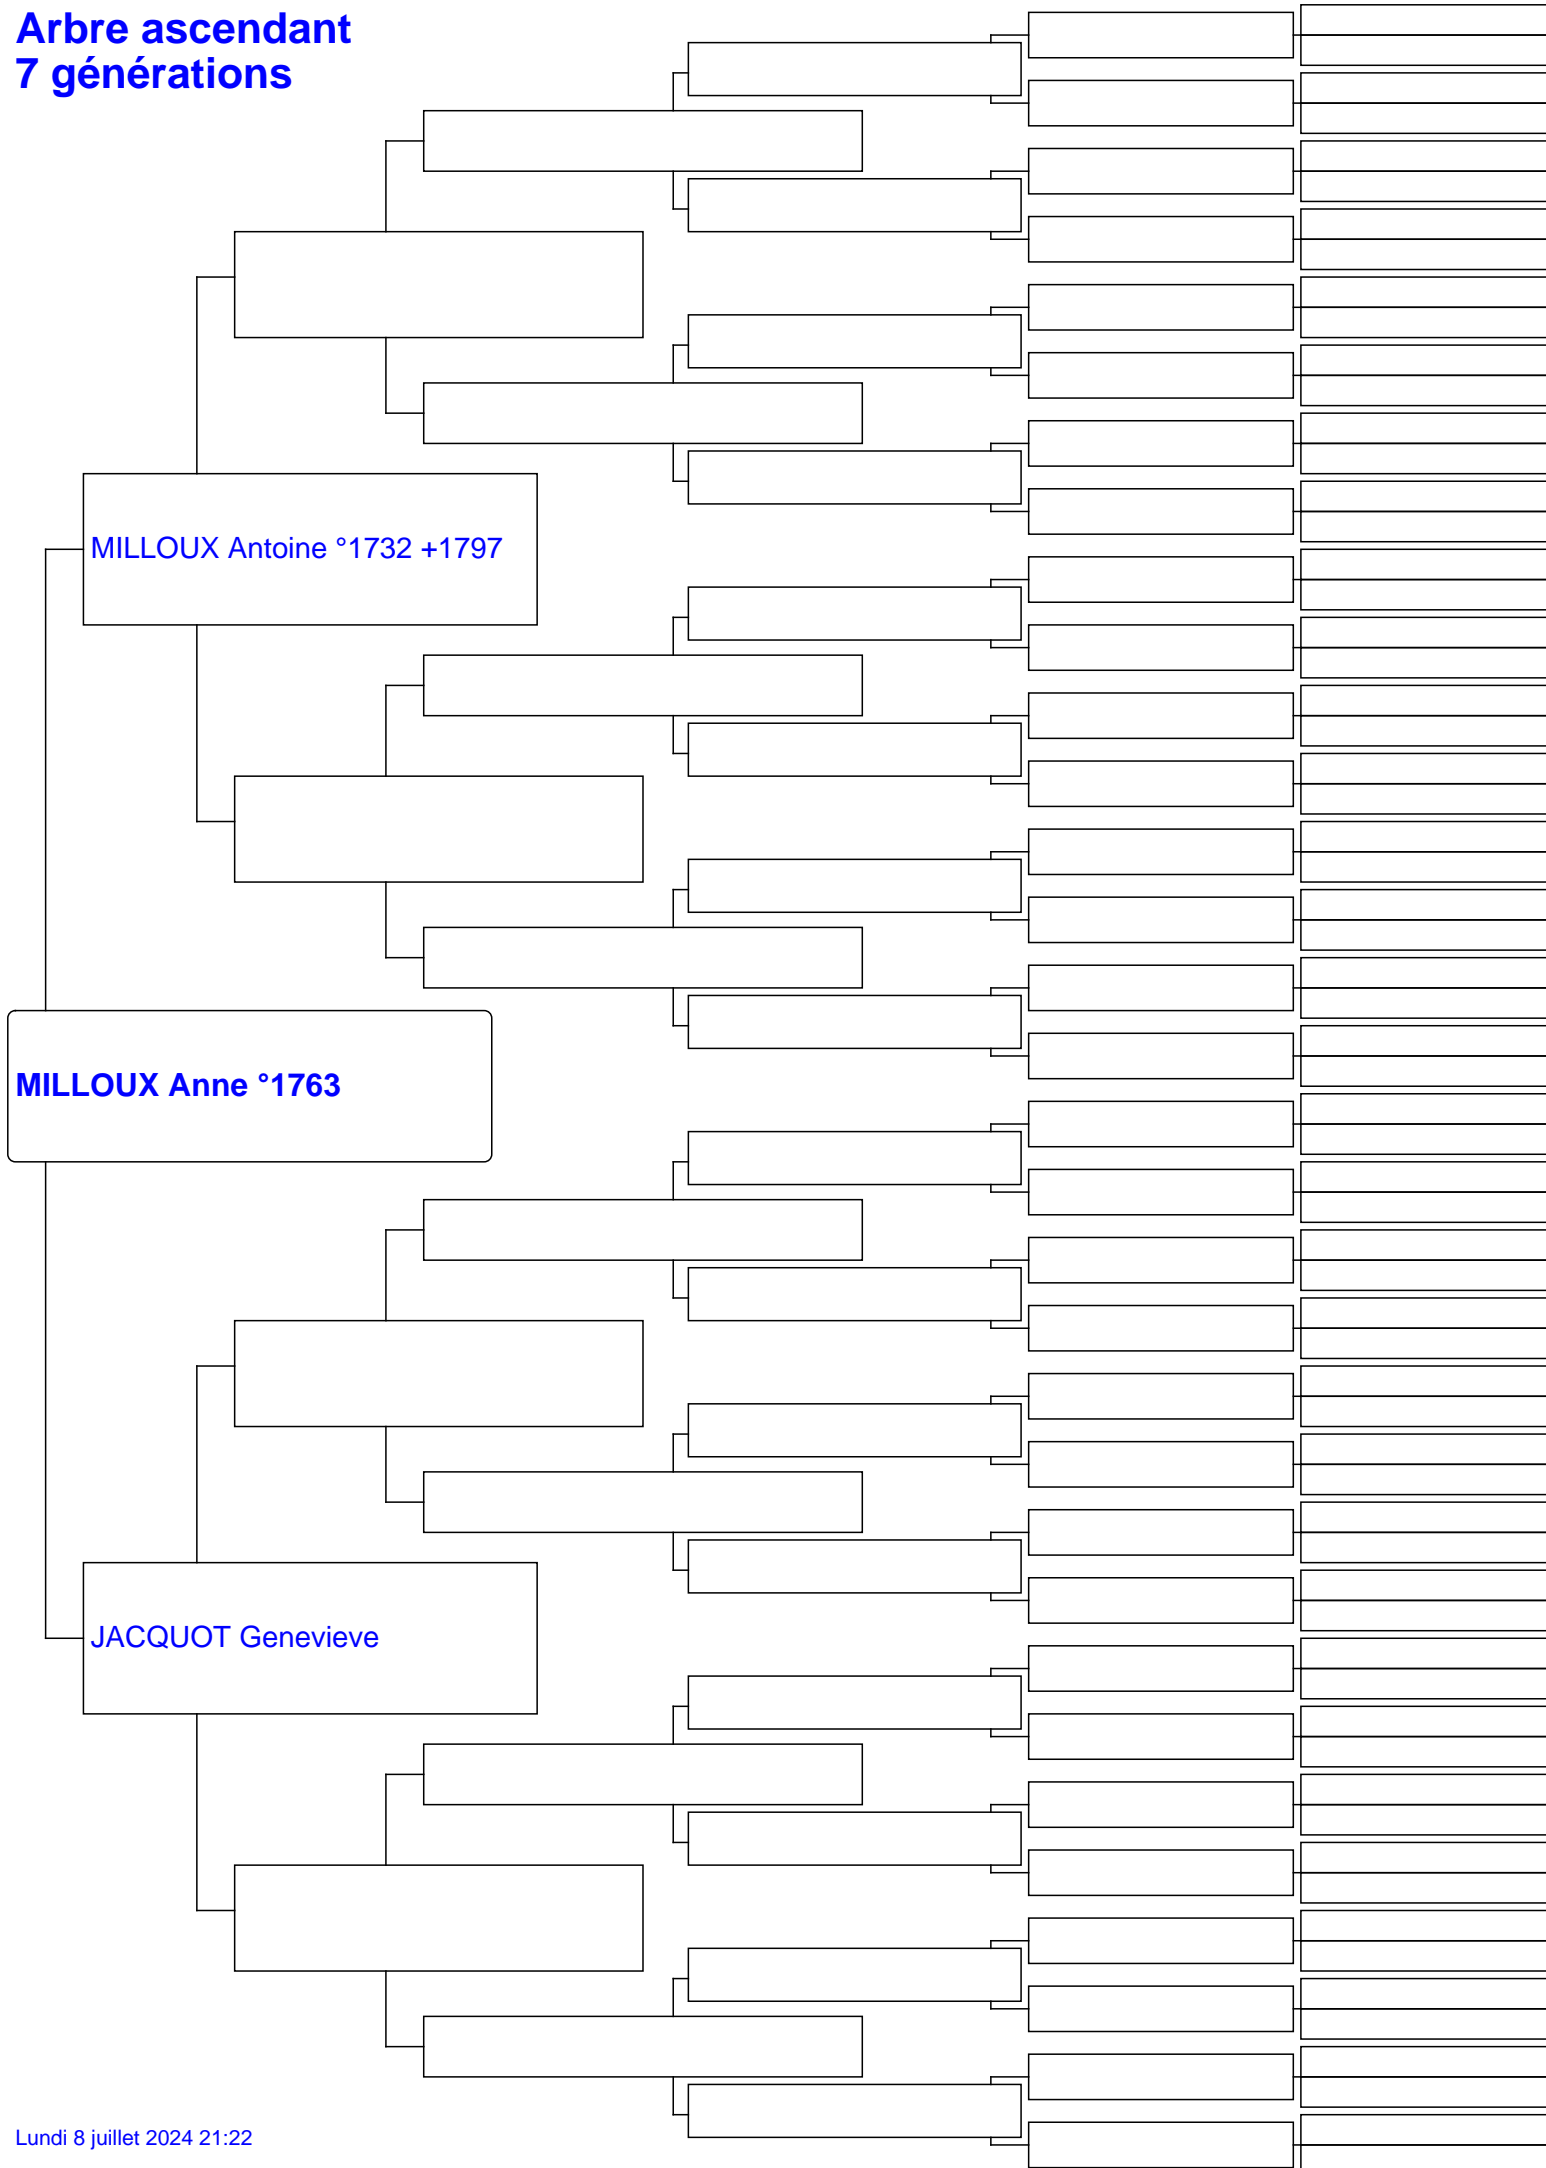 Arbre ascendant
7 générations
MILLOUX Antoine °1732 +1797
MILLOUX Anne °1763
JACQUOT Genevieve
Lundi 8 juillet 2024 21:22